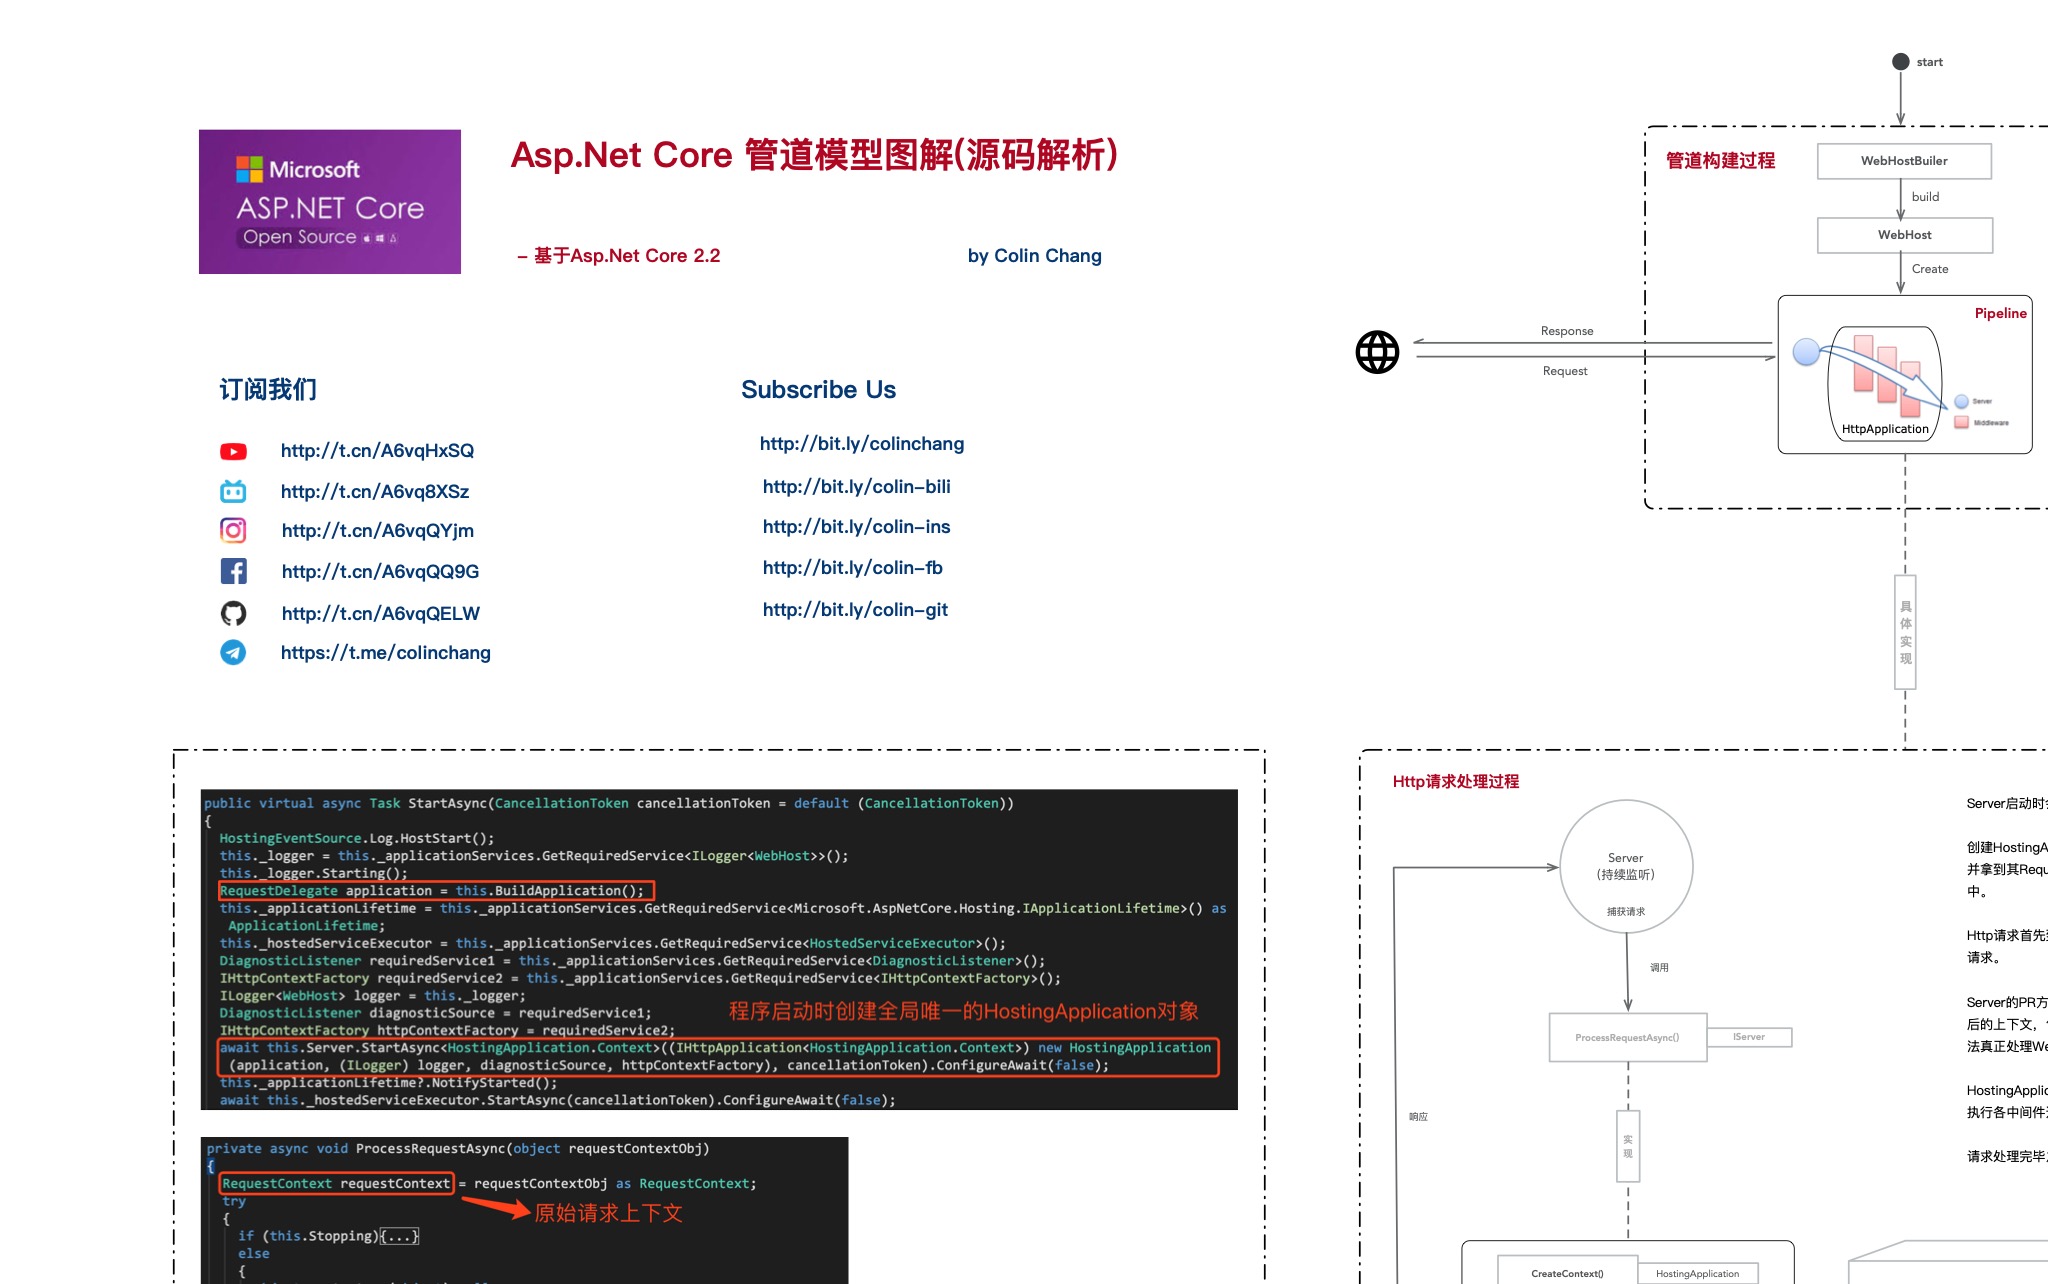 Microsoft
ASP.NET Core
Open Source
Asp.Net Core 管道模型图解(源码解析)
- 基于Asp.Net Core 2.2
by Colin Chang
订阅我们
http://t.cn/A6vqHxSQ
http://t.cn/A6vq8XSz
http://t.cn/A6vqQYjm
http://t.cn/A6vqQQ9G
http://t.cn/A6vqQELW
https://t.me/colinchang
Subscribe Us
http://bit.ly/colinchang
http://bit.ly/colin-bili
http://bit.ly/colin-ins
http://bit.ly/colin-fb
http://bit.ly/colin-git
start
管道构建过程
WebHostBuiler
build
WebHost
Create
Pipeline
Response
Request
HttpApplication
Server
Middleware
具
体
实
现
public virtual async Task StartAsync(CancellationToken cancellationToken = default (CancellationToken))
{
HostingEventSource.Log.HostStart();
this._logger = this._applicationServices.GetRequiredService<ILogger<WebHost>>();
this._logger.Starting();
RequestDelegate application = this.BuildApplication();
this._applicationLifetime = this._applicationServices.GetRequiredService<Microsoft.AspNetCore.Hosting.IApplicationLifetime>() as
ApplicationLifetime;
this._hostedServiceExecutor = this._applicationServices.GetRequiredService<HostedServiceExecutor>();
DiagnosticListener requiredService1 = this._applicationServices.GetRequiredService<DiagnosticListener>();
IHttpContextFactory requiredService2 = this._applicationServices.GetRequiredService<IHttpContextFactory>();
ILogger<WebHost> logger = this._logger;
DiagnosticListener diagnosticSource = requiredService1;
程序启动时创建全局唯一的HostingApplication对象
IHttpContextFactory httpContextFactory = requiredService2;
await this.Server.StartAsync<HostingApplication.Context>((IHttpApplication<HostingApplication.Context>) new HostingApplication
(application, (ILogger) logger, diagnosticSource, httpContextFactory), cancellationToken).ConfigureAwait(false);
this._applicationLifetime?.NotifyStarted();
await this._hostedServiceExecutor.StartAsync(cancellationToken).ConfigureAwait(false);
private async void ProcessRequestAsync(object requestContextObj)
{
RequestContext requestContext = requestContextObj as RequestContext;
try
原始请求上下文
{
if (this.Stopping){...}
else
{
Http请求处理过程
Server
(持续监听)
捕获请求
调用
ProcessRequestAsync()
IServer
响应
实
现
CreateContext()
HostingApplication
Server启动时
创建HostingA
并拿到其Requ
中。
Http请求首先
请求。
Server的PR方
后的上下文，
法真正处理We
HostingApplic
执行各中间件
请求处理完毕